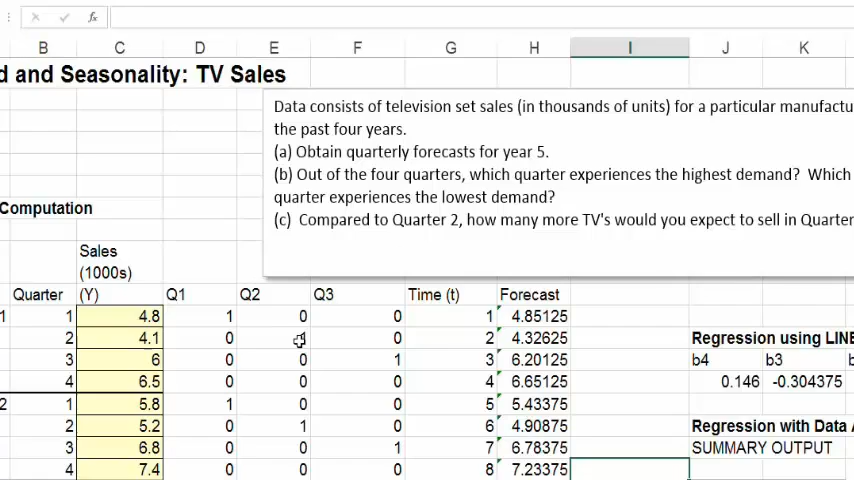 fx
B C D E F G H I J K
d and Seasonality: TV Sales
Data consists of television set sales (in thousands of units) for a particular manufactu
the past four years.
(a) Obtain quarterly forecasts for year 5.
(b) Out of the four quarters, which quarter experiences the highest demand? Which
quarter experiences the lowest demand?
(c) Compared to Quarter 2, how many more TV's would you expect to sell in Quarter
Computation
Sales
(1000s)
Quarter (Y) Q1 Q2 Q3 Time (t) Forecast
1 1 4.8 1 0 0 1 4.85125
2 4.1 0 0 2 4.32625 Regression using LINE
3 6 0 0 1 3 6.20125 b4 b3 b
4 6.5 0 0 0 4 6.65125 0.146 -0.304375
2 1 5.8 1 0 0 5 5.43375
2 5.2 0 1 0 6 4.90875 Regression with Data A
3 6.8 0 0 1 7 6.78375 SUMMARY OUTPUT
4 7.4 0 0 0 8 7.23375